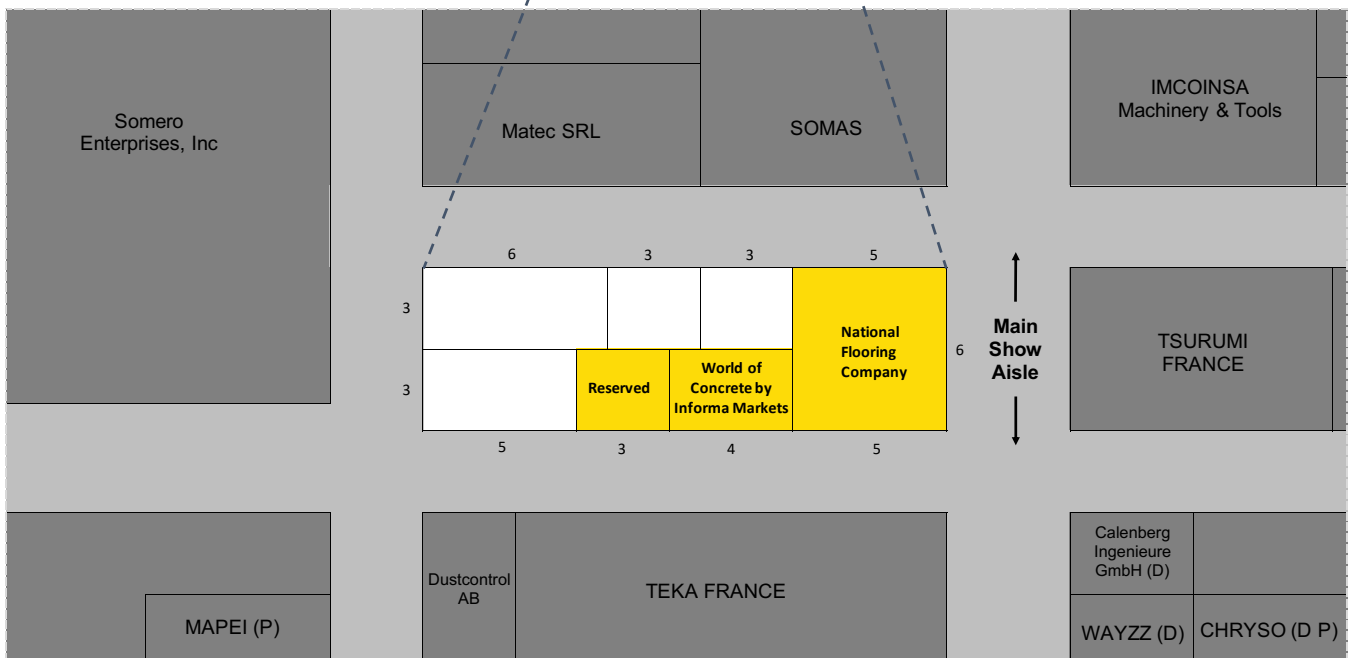 Somero
Enterprises, Inc
Matec SRL
SOMAS
IMCOINSA
Machinery & Tools
6
3
3
5
3
3
National
Flooring
Company
6
Main
Show
Aisle
TSURUMI
FRANCE
Reserved
World of
Concrete by
Informa Markets
5
3
4
5
MAPEI (P)
Dustcontrol
AB
TEKA FRANCE
Calenberg
Ingenieure
GmbH (D)
WAYZZ (D)
CHRYSO (D P)